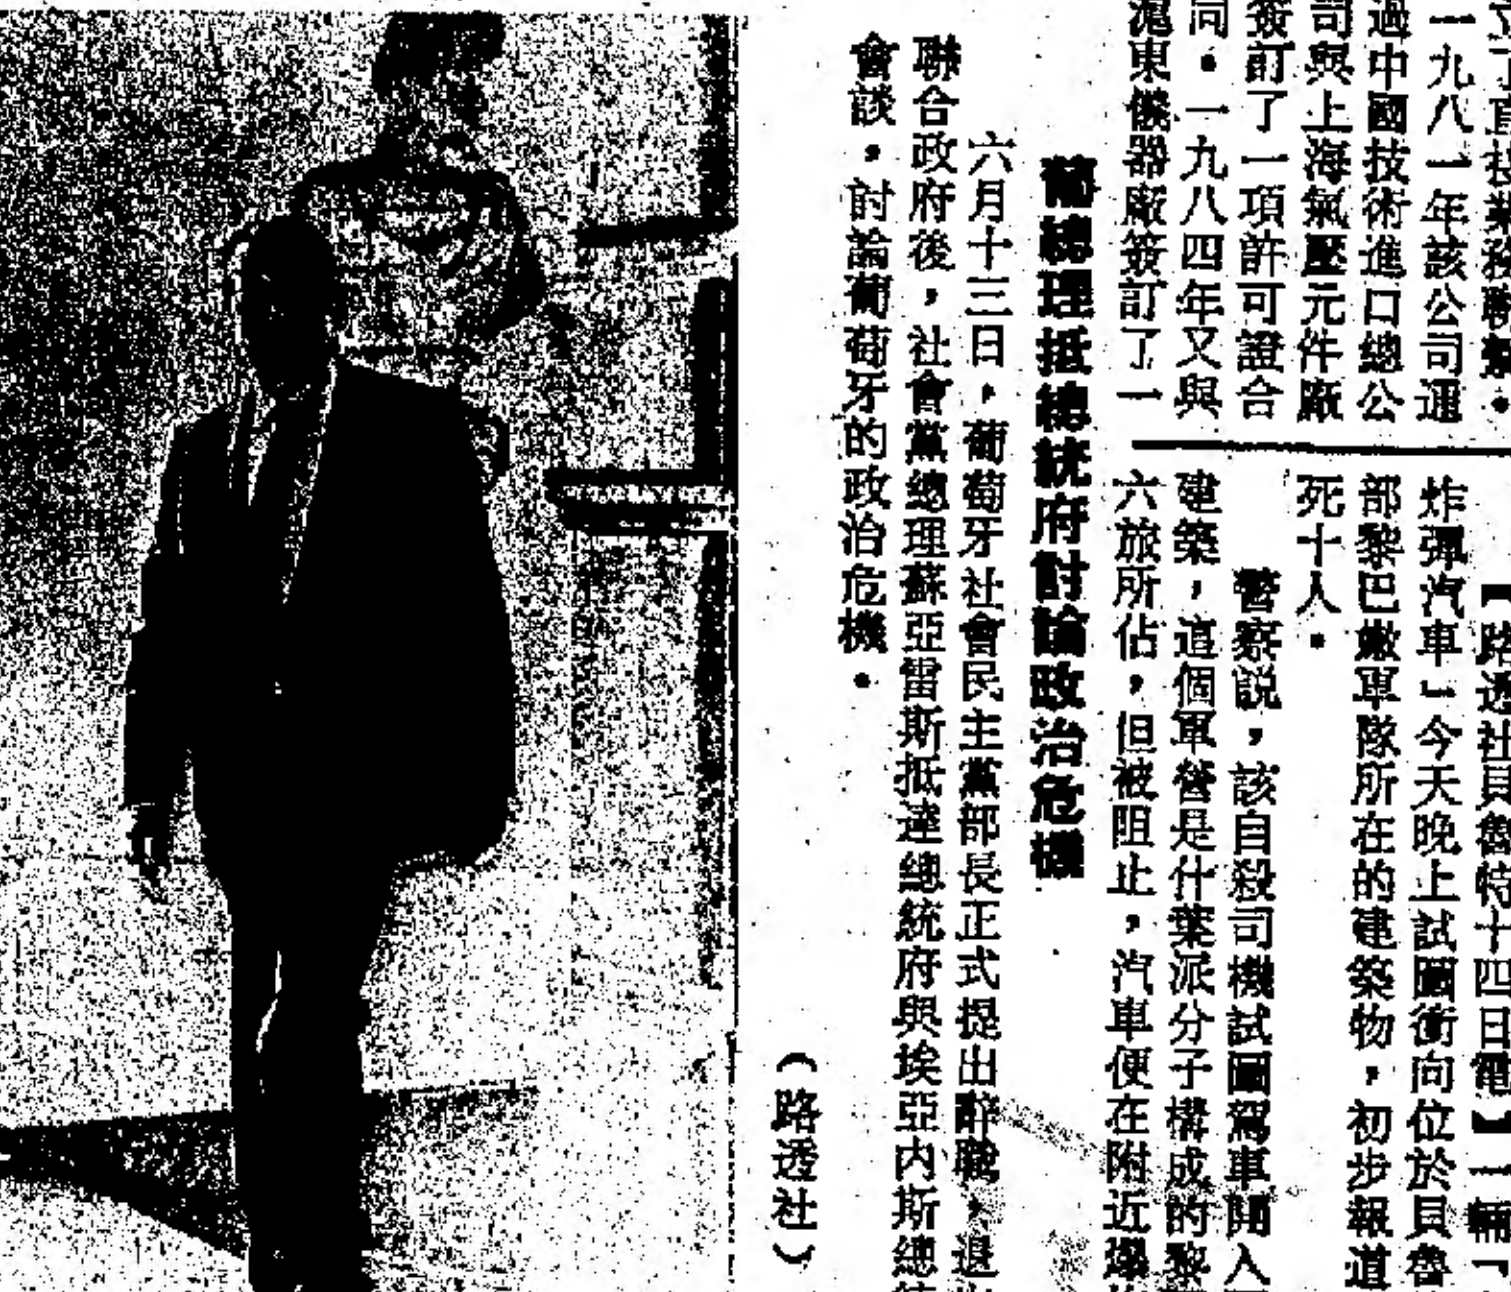 立了直接業務聯繫。
一九八一年該公司通
過中國技術進口總公
司與上海氣壓元件廠
簽訂了一項許可證合
同。一九八四年又與
滬東儀器廠簽訂了一
【路透社貝魯特十四日電】一輛「
炸彈汽車」今天晚上試圖衝向位於貝魯
部黎巴嫩軍隊所在的建築物，初步報道
死十人。
警察說，該自殺司機試圖駕車開入
建築，這個軍營是什葉派分子構成的黎
六旅所佔，但被阻止，汽車便在附近爆
葡總理抵總統府討論政治危機
六月十三日，葡萄牙社會民主黨部長正式提出辭職，退出
聯合政府後，社會黨總理蘇亞雷斯抵達總統府與埃亞內斯總統
會談，討論葡萄牙的政治危機。
（路透社）